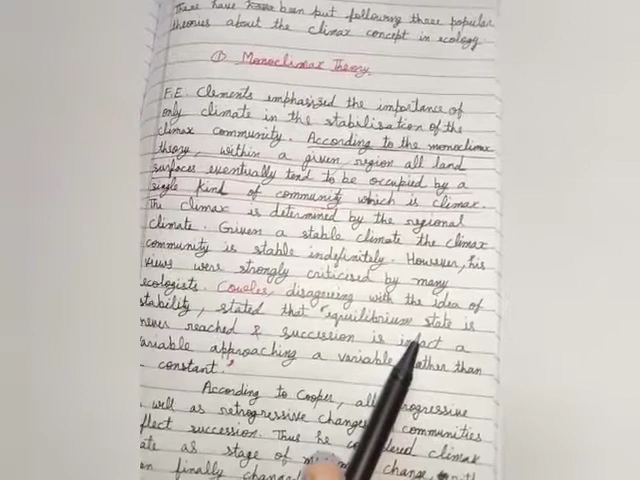 There have been put following three popular
theories about the climax concept in ecology
① Monoclimax Theory
F.E. Clements emphasized the importance of
only climate in the stabilisation of the
climax community. According to the monoclimax
theory, within a given region all land
surfaces eventually tend to be occupied by a
single kind of community which is climax.
The climax is determined by the regional
climate. Given a stable climate the climax
community is stable indefinitely. However, his
views were strongly criticised by many
ecologists. Cowles, disagreeing with the idea of
stability, stated that "equilibrium state is
never reached & succession is infact a
variable approaching a variable rather than
constant."
According to Cooper, all progressive
well as retrogressive changes communities
reflect succession. Thus he climax
as stage of change,
finally